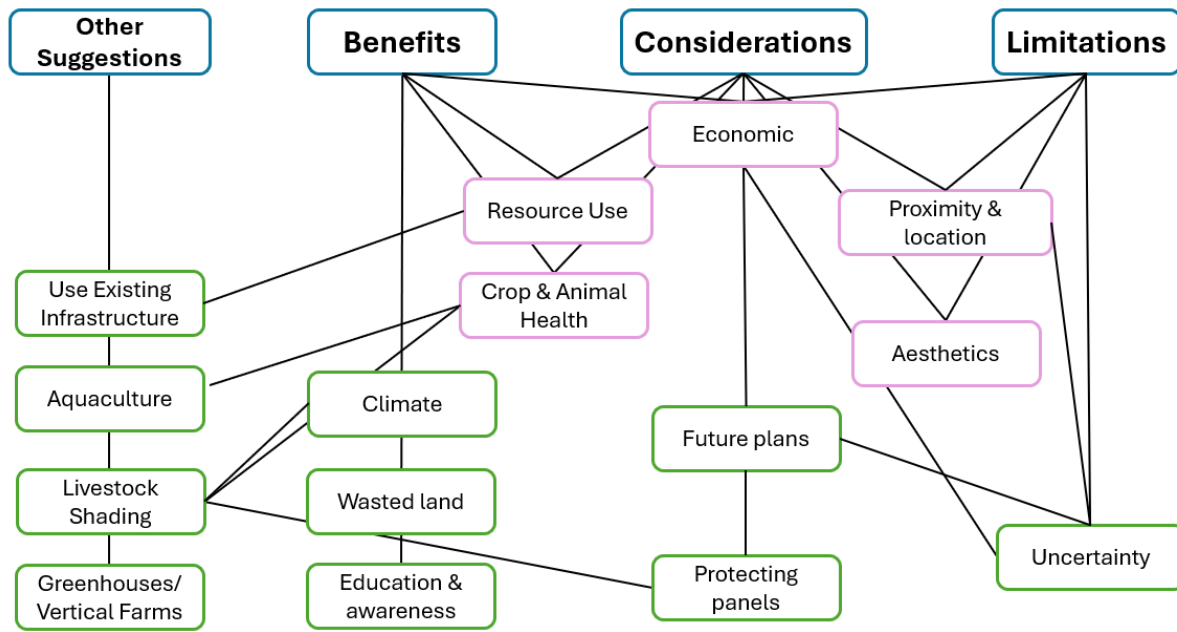 Other
Suggestions
Benefits
Considerations
Limitations
Economic
Resource Use
Proximity &
location
Use Existing
Infrastructure
Crop & Animal
Health
Aesthetics
Aquaculture
Climate
Future plans
Livestock
Shading
Wasted land
Uncertainty
Greenhouses/
Vertical Farms
Education &
awareness
Protecting
panels